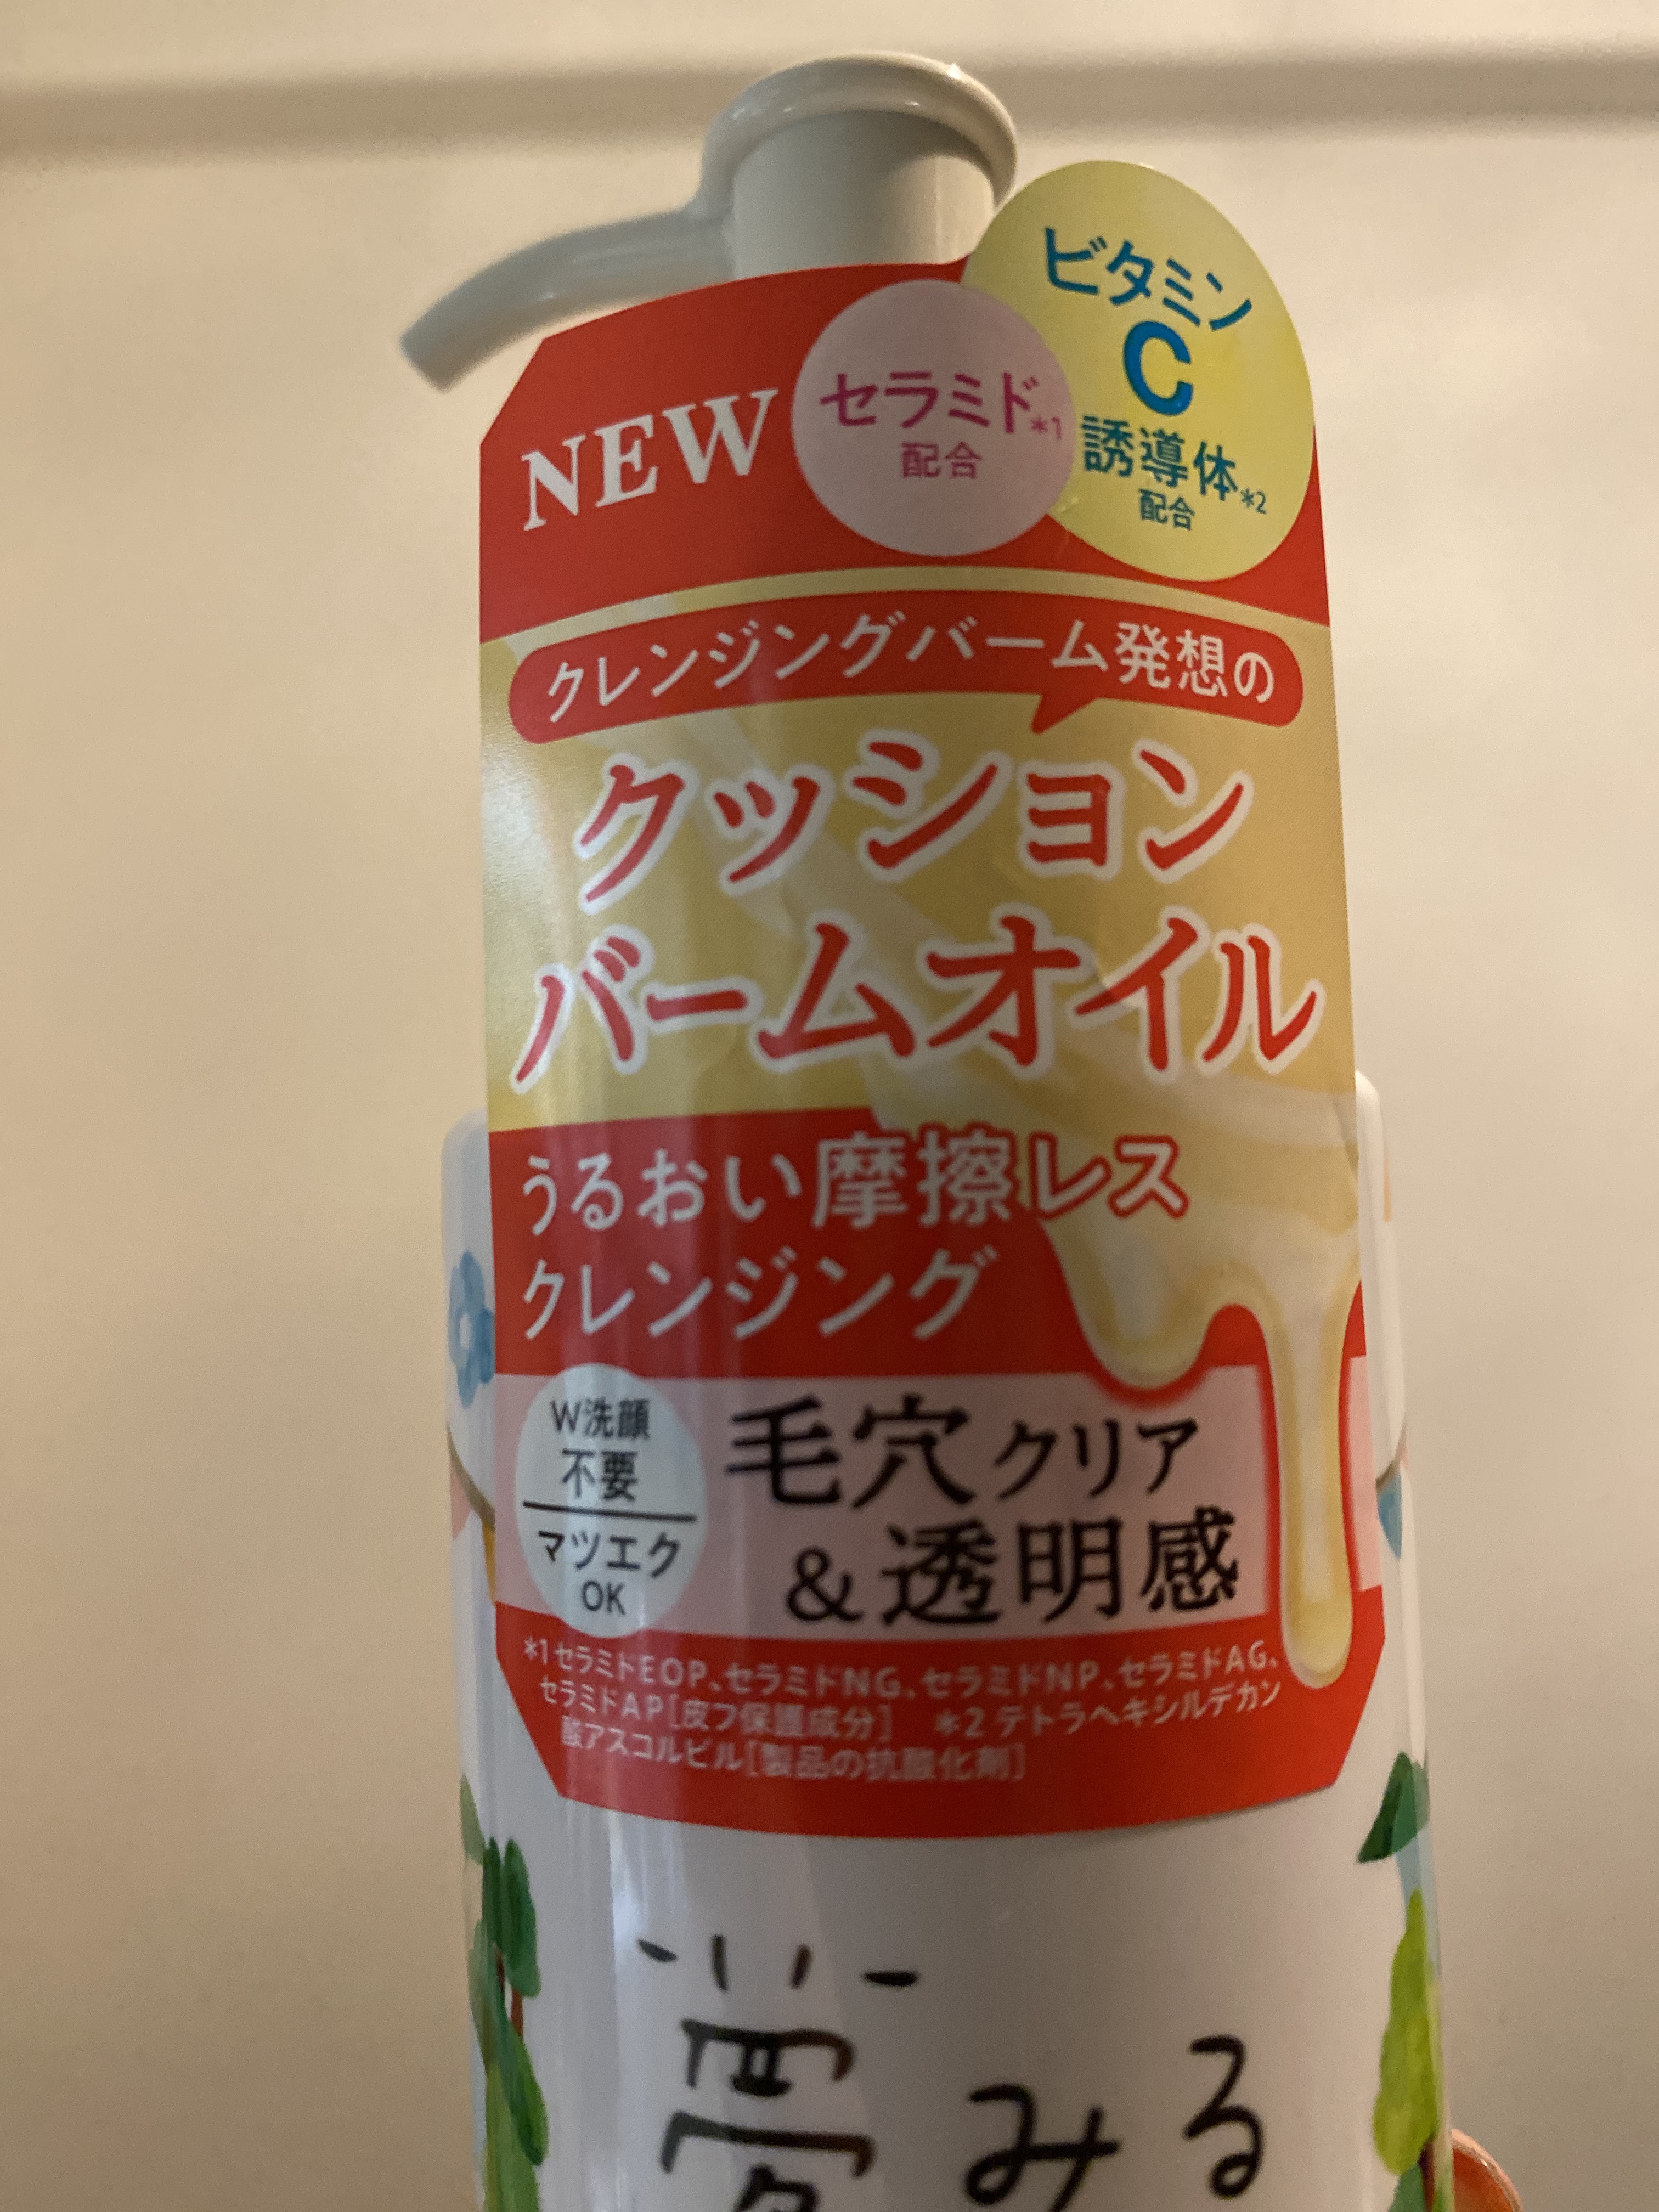 ビタミン
C
誘導体*2
配合
NEW
セラミド*1
配合
クレンジングバーム発想の
クッション
バームオイル
うるおい摩擦レス
クレンジング
W洗顔
不要
マツエク
OK
毛穴クリア
&透明感
*1セラミドEOP、セラミドNG、セラミドNP、セラミドAG、
セラミドAP[皮フ保護成分] *2 テトラヘキシルデカン
酸アスコルビル[製品の抗酸化剤]
夢みる